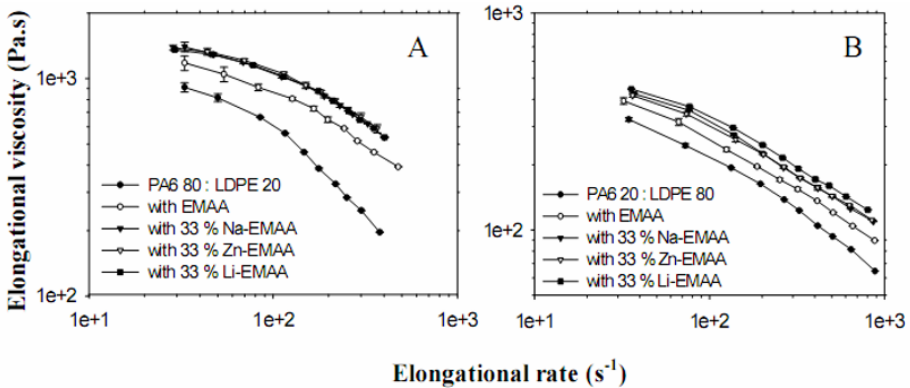 A
B
Elongational viscosity (Pa.s)
1e+3
1e+2
1e+3
1e+2
PA6 80 : LDPE 20
with EMAA
with 33 % Na-EMAA
with 33 % Zn-EMAA
with 33 % Li-EMAA
PA6 20 : LDPE 80
with EMAA
with 33 % Na-EMAA
with 33 % Zn-EMAA
with 33 % Li-EMAA
1e+1 1e+2 1e+3
1e+1 1e+2 1e+3
Elongational rate (s-1)